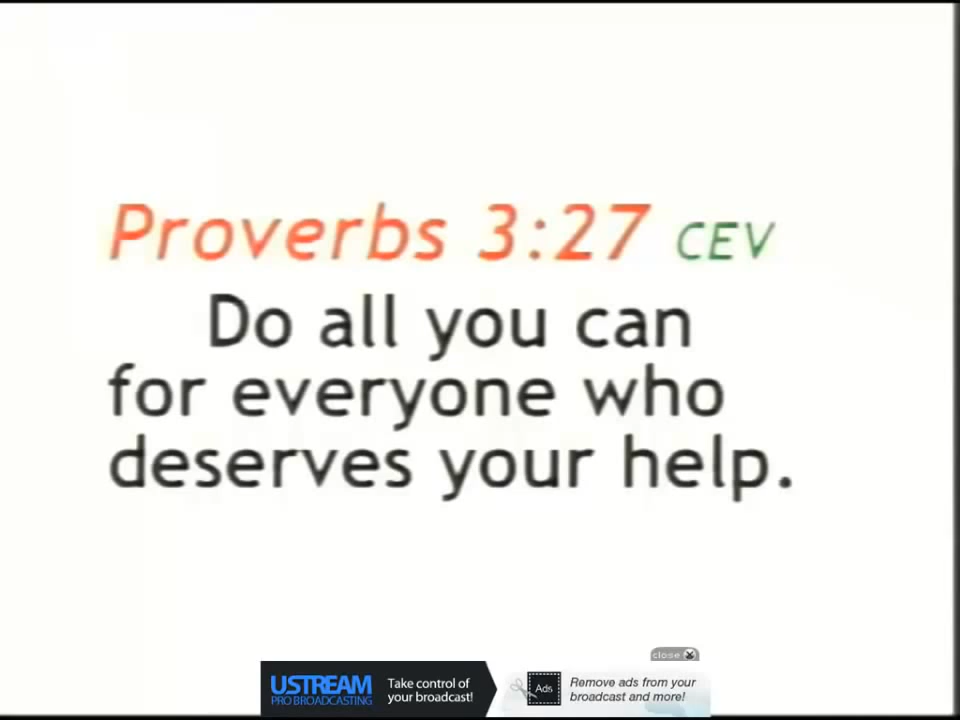 Proverbs 3:27 CEV
Do all you can
for everyone who
deserves your help.
close
USTREAM
PRO BROADCASTING
Take control of
your broadcast!
Ads
Remove ads from your
broadcast and more!